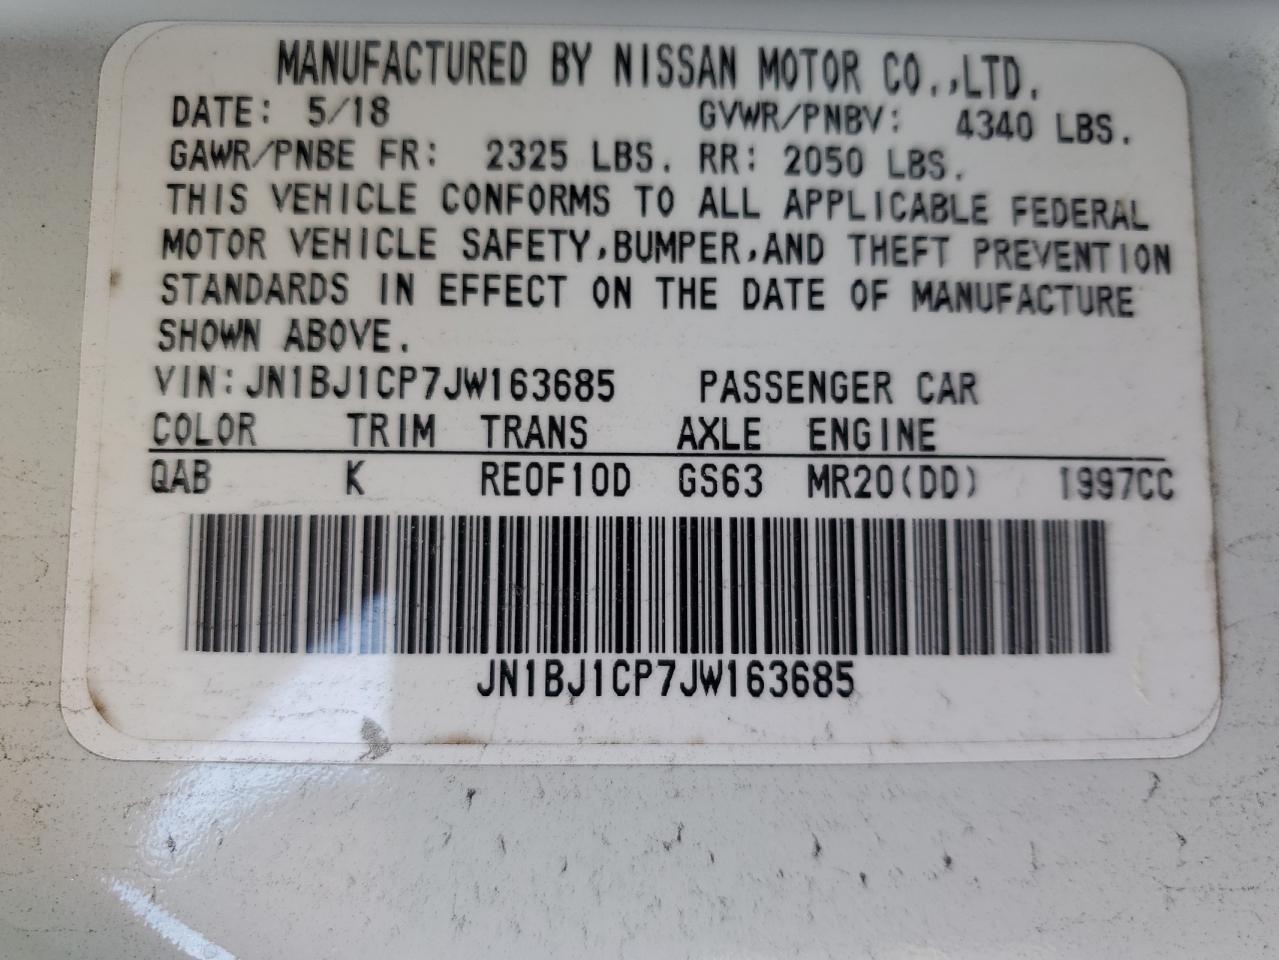 MANUFACTURED BY NISSAN MOTOR CO.,LTD.
DATE: 5/18 GVWR/PNBV: 4340 LBS.
GAWR/PNBE FR: 2325 LBS. RR: 2050 LBS.
THIS VEHICLE CONFORMS TO ALL APPLICABLE FEDERAL
MOTOR VEHICLE SAFETY,BUMPER,AND THEFT PREVENTION
STANDARDS IN EFFECT ON THE DATE OF MANUFACTURE
SHOWN ABOVE.
VIN:JN1BJ1CP7JW163685 PASSENGER CAR
COLOR TRIM TRANS AXLE ENGINE
QAB K RE0F10D GS63 MR20(DD) 1997CC
JN1BJ1CP7JW163685